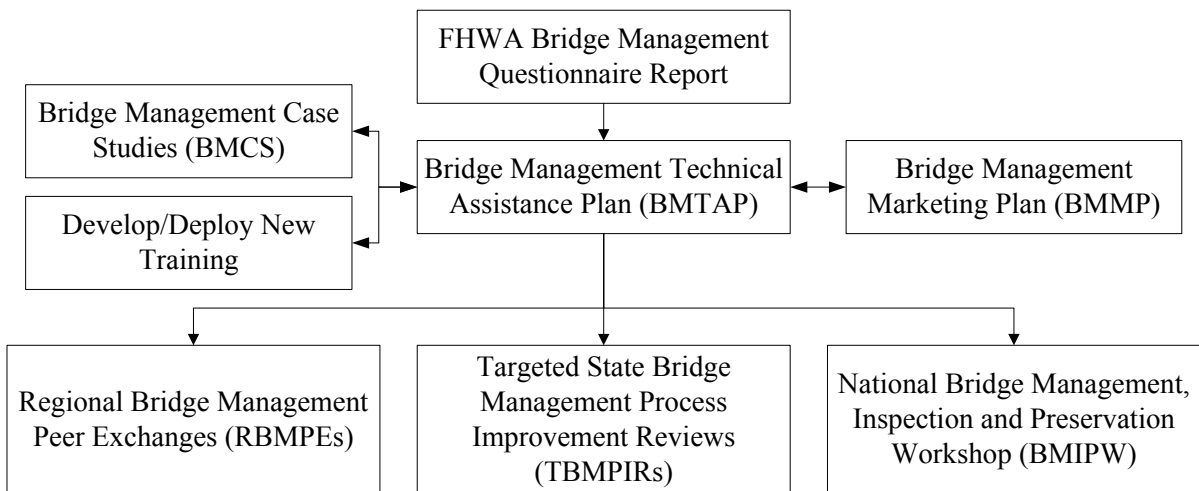 FHWA Bridge Management
Questionnaire Report
Bridge Management Case
Studies (BMCS)
Bridge Management Technical
Assistance Plan (BMTAP)
Bridge Management
Marketing Plan (BMMP)
Develop/Deploy New
Training
Regional Bridge Management
Peer Exchanges (RBMPEs)
Targeted State Bridge
Management Process
Improvement Reviews
(TBMPIRs)
National Bridge Management,
Inspection and Preservation
Workshop (BMIPW)